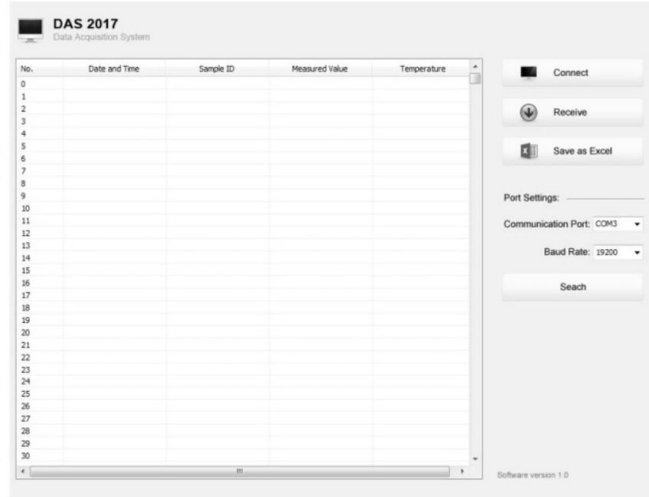 DAS 2017
Data Acquisition System
No. Date and Time Sample ID Measured Value Temperature
0
1
2
3
4
5
6
7
8
9
10
11
12
13
14
15
16
17
18
19
20
21
22
23
24
25
26
27
28
29
30
Connect
Receive
Save as Excel
Port Settings:
Communication Port: COM3
Baud Rate: 19200
Seach
Software version 1.0